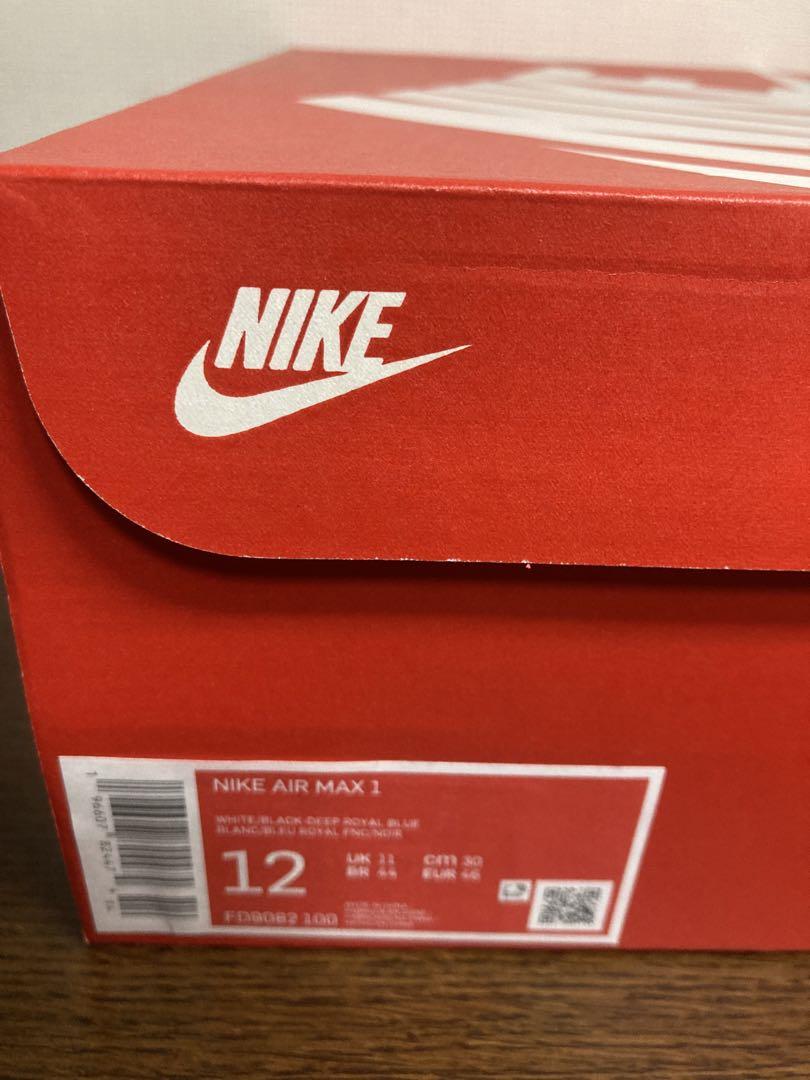 NIKE
NIKE AIR MAX 1
WHITE/BLACK-DEEP ROYAL BLUE
BLANC/BLEU ROYAL FNC/NOIR
12
UK 11 CM 30
BR 44 EUR 46
FD9082 100